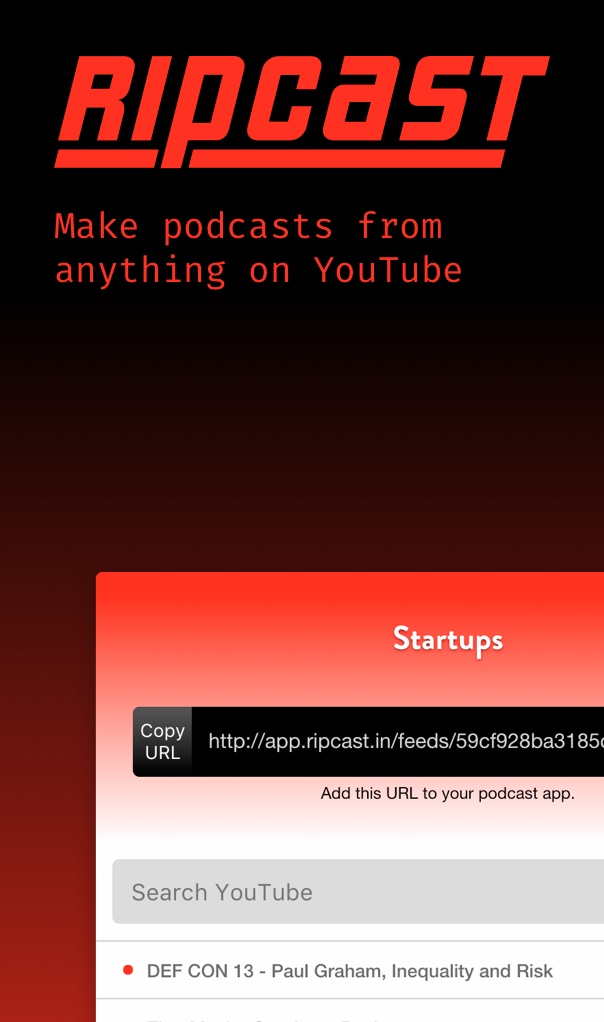 RIPCAST
Make podcasts from
anything on YouTube
Startups
Copy
URL
http://app.ripcast.in/feeds/59cf928ba3185
Add this URL to your podcast app.
Search YouTube
DEF CON 13 - Paul Graham, Inequality and Risk